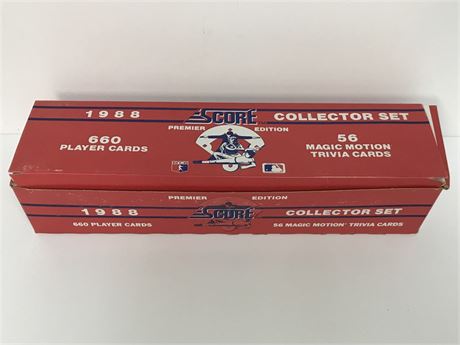 1988 SCORE COLLECTOR SET
PREMIER EDITION
660 56
PLAYER CARDS MAGIC MOTION
TRIVIA CARDS
PREMIER EDITION
1988 SCORE COLLECTOR SET
660 PLAYER CARDS 56 MAGIC MOTION TRIVIA CARDS